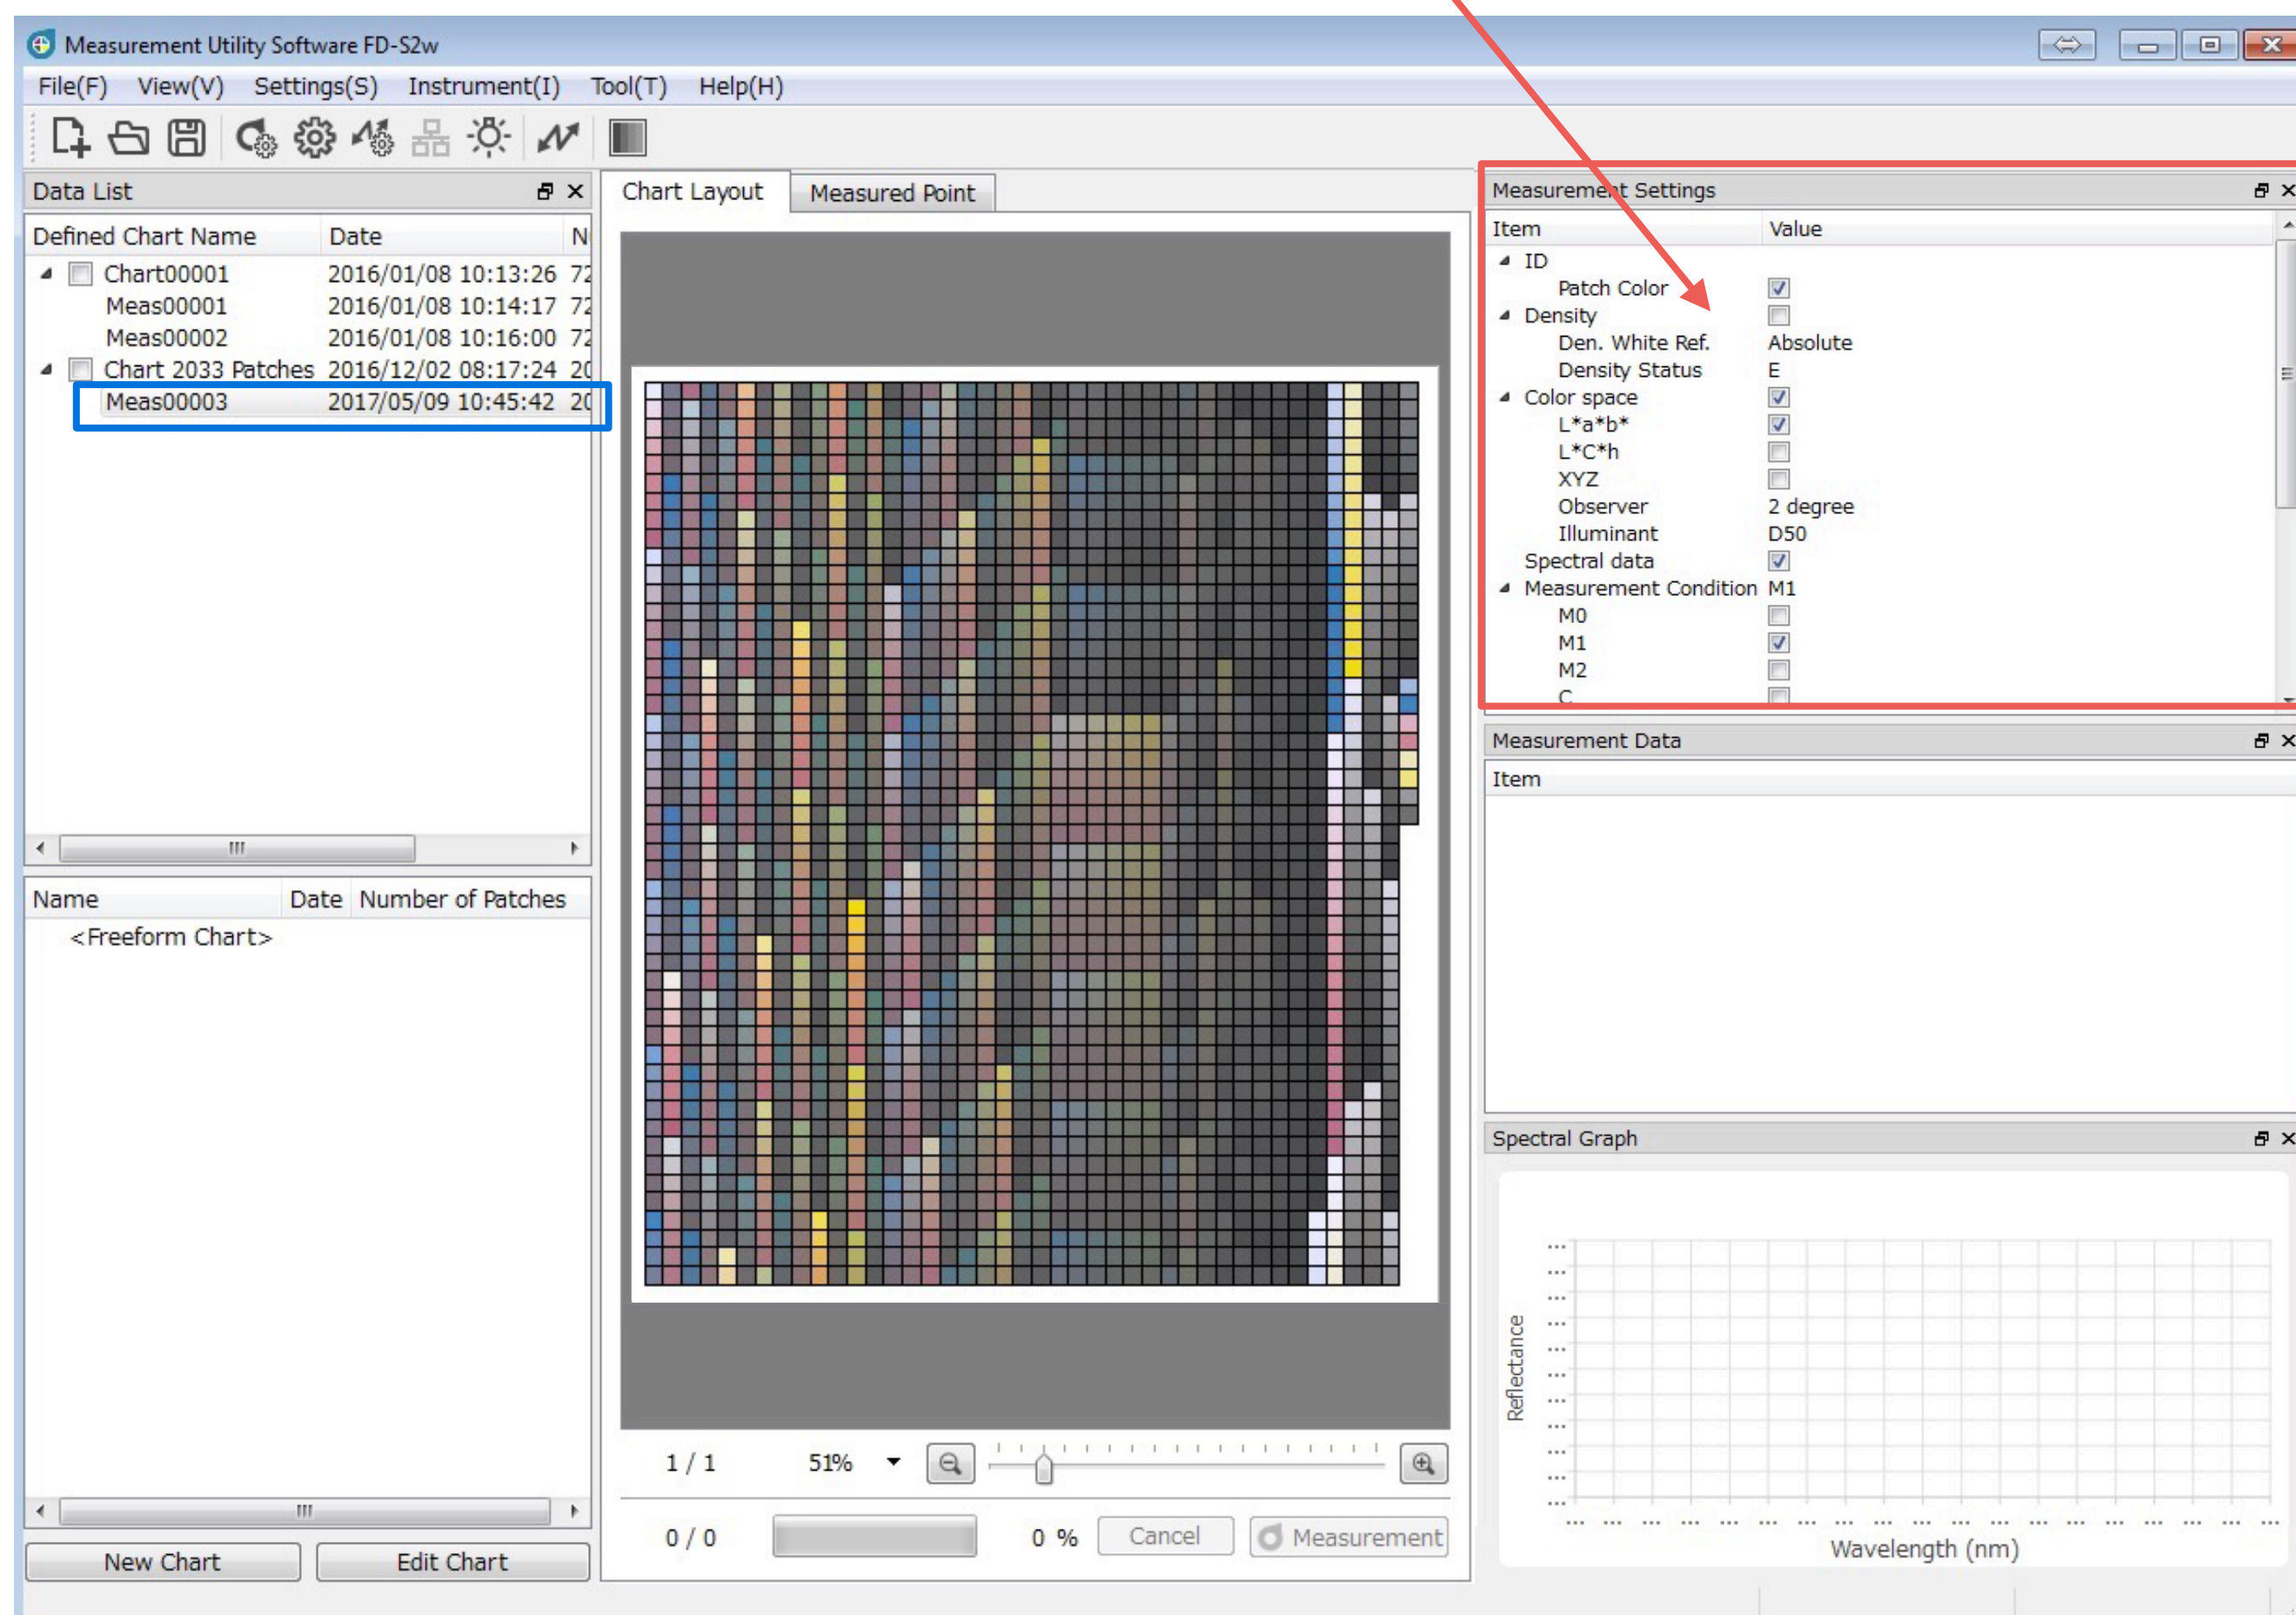 Measurement Utility Software FD-S2w
File(F) View(V) Settings(S) Instrument(I) Tool(T) Help(H)
Data List
Defined Chart Name Date
Chart00001 2016/01/08 10:13:26 72
Meas00001 2016/01/08 10:14:17 72
Meas00002 2016/01/08 10:16:00 72
Chart 2033 Patches 2016/12/02 08:17:24 20
Meas00003 2017/05/09 10:45:42 20
Name Date Number of Patches
<Freeform Chart>
New Chart Edit Chart
Chart Layout Measured Point
1 / 1 51%
0 / 0 0 % Cancel Measurement
Measurement Settings
Item Value
ID
Patch Color
Density
Den. White Ref. Absolute
Density Status E
Color space
L*a*b*
L*C*h
XYZ
Observer 2 degree
Illuminant D50
Spectral data
Measurement Condition M1
M0
M1
M2
C
Measurement Data
Item
Spectral Graph
Reflectance
Wavelength (nm)